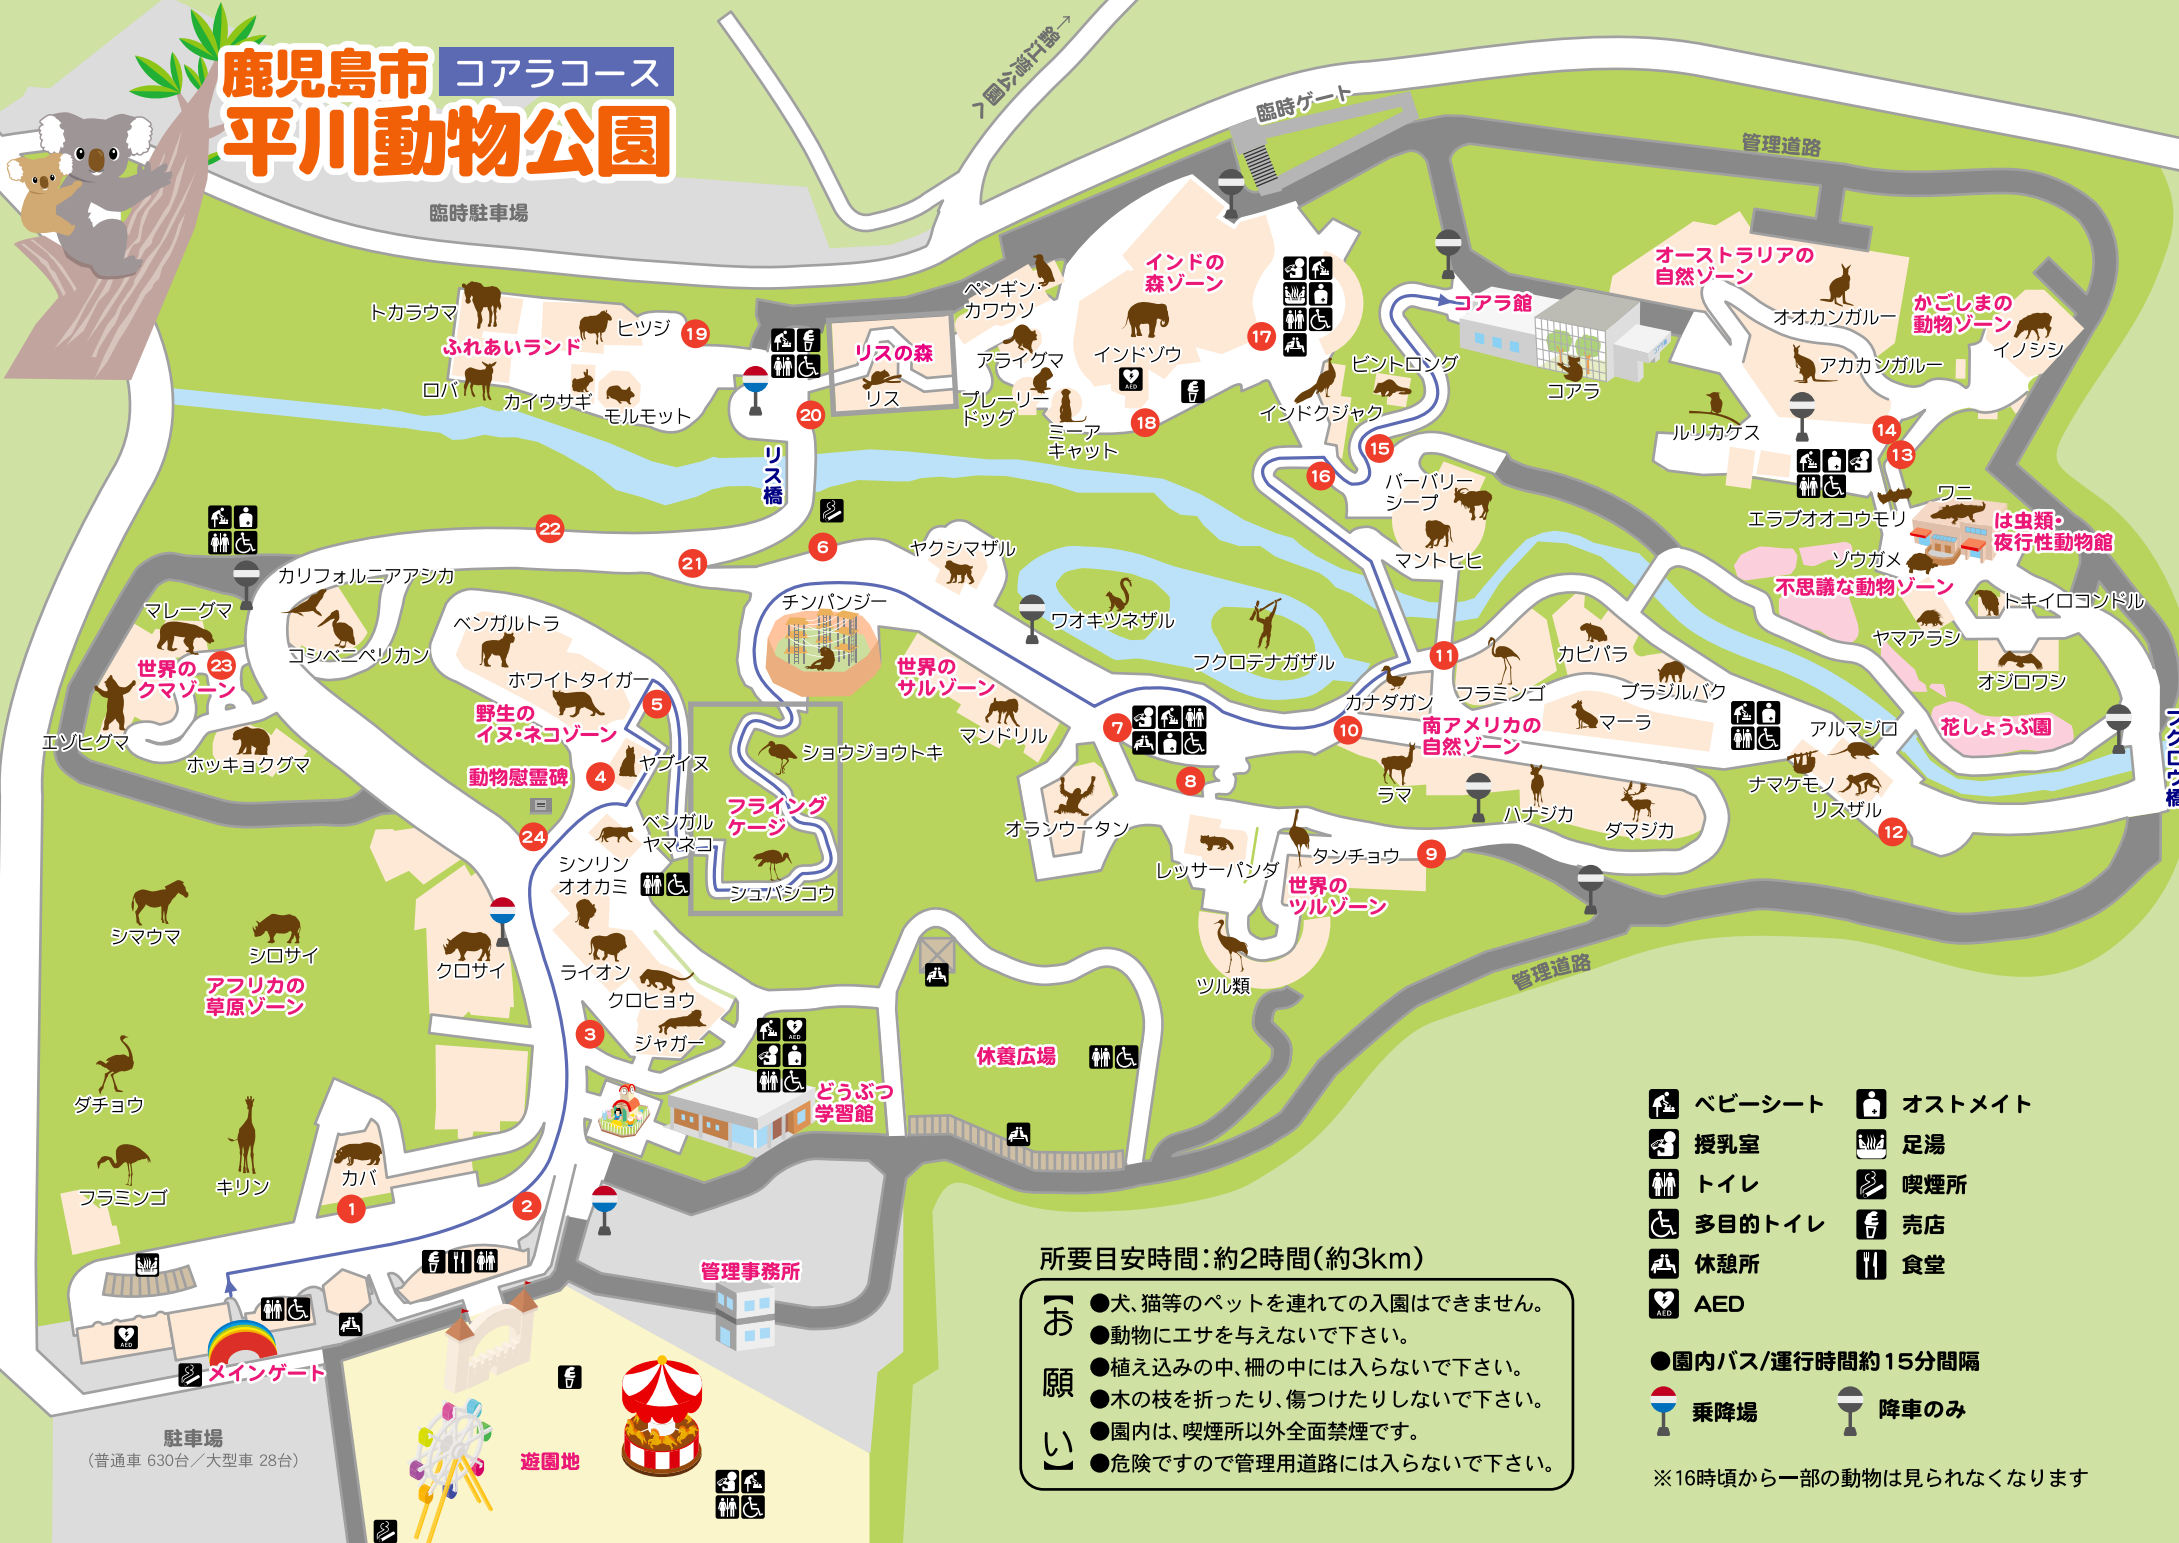 鹿児島市
コアラコース
平川動物公園
臨時駐車場
錦江湾公園へ→
臨時ゲート
管理道路
トカラウマ
ヒツジ
19
ふれあいランド
ロバ
カイウサギ
モルモット
リスの森
リス
20
リス橋
ペンギン・
カワウソ
アライグマ
プレーリー
ドッグ
ミーア
キャット
インドの
森ゾーン
インドゾウ
AED
17
18
インドクジャク
ビントロング
15
16
コアラ館
コアラ館
コアラ
オーストラリアの
自然ゾーン
オオカンガルー
アカカンガルー
ルリカケス
かごしまの
動物ゾーン
イノシシ
14
13
ワニ
エラブオオコウモリ
は虫類・
夜行性動物館
ゾウガメ
不思議な動物ゾーン
トキイロコンドル
ヤマアラシ
オジロワシ
花しょうぶ園
フクロウ橋
バーバリー
シープ
マントヒヒ
22
21
6
ヤクシマザル
ワオキツネザル
フクロテナガザル
カリフォルニアアシカ
コシベニペリカン
マレーグマ
世界の
クマゾーン
23
エゾヒグマ
ホッキョクグマ
ベンガルトラ
ホワイトタイガー
野生の
イヌ・ネコゾーン
5
ヤブイヌ
4
動物慰霊碑
24
ベンガル
ヤマネコ
シンリン
オオカミ
チンパンジー
世界の
サルゾーン
マンドリル
ショウジョウトキ
フライング
ケージ
シュバシコウ
オランウータン
7
8
11
カナダガン
10
フラミンゴ
カピバラ
ブラジルバク
マーラ
南アメリカの
自然ゾーン
ラマ
ハナジカ
ダマジカ
アルマジロ
ナマケモノ
リスザル
12
レッサーパンダ
タンチョウ
9
世界の
ツルゾーン
ツル類
管理道路
シマウマ
シロサイ
クロサイ
アフリカの
草原ゾーン
ダチョウ
フラミンゴ
キリン
カバ
1
2
ライオン
クロヒョウ
ジャガー
3
AED
どうぶつ
学習館
休養広場
管理事務所
AED
メインゲート
駐車場
(普通車 630台／大型車 28台)
遊園地
所要目安時間：約2時間(約3km)
【お願い】
●犬、猫等のペットを連れての入園はできません。
●動物にエサを与えないで下さい。
●植え込みの中、柵の中には入らないで下さい。
●木の枝を折ったり、傷つけたりしないで下さい。
●園内は、喫煙所以外全面禁煙です。
●危険ですので管理用道路には入らないで下さい。
ベビーシート
オストメイト
授乳室
足湯
トイレ
喫煙所
多目的トイレ
売店
休憩所
食堂
AED
AED
●園内バス/運行時間約15分間隔
乗降場
降車のみ
※16時頃から一部の動物は見られなくなります